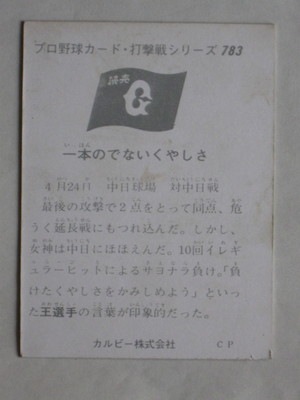 プロ野球カード・打撃戦シリーズ 783
読売
G
一本のでないくやしさ
4月24日 中日球場 対中日戦
最後の攻撃で2点をとって同点、危
うく延長戦にもつれ込んだ。しかし、
女神は中日にほほえんだ。10回イレギ
ュラーヒットによるサヨナラ負け。「負
けたくやしさをかみしめよう」といっ
た王選手の言葉が印象的だった。
カルビー株式会社 CP